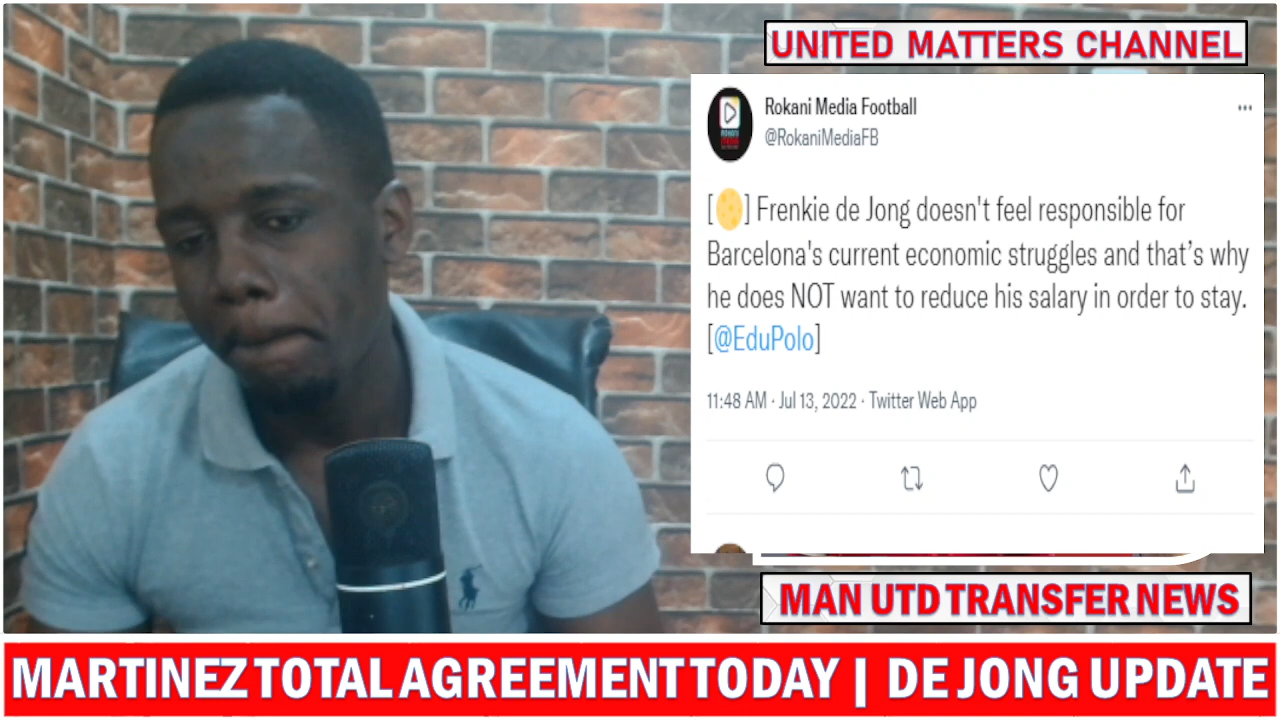 UNITED MATTERS CHANNEL
Rokani Media Football
@RokaniMediaFB
[🌕] Frenkie de Jong doesn't feel responsible for
Barcelona's current economic struggles and that's why
he does NOT want to reduce his salary in order to stay.
[@EduPolo]
11:48 AM · Jul 13, 2022 · Twitter Web App
MAN UTD TRANSFER NEWS
MARTINEZ TOTAL AGREEMENT TODAY | DE JONG UPDATE